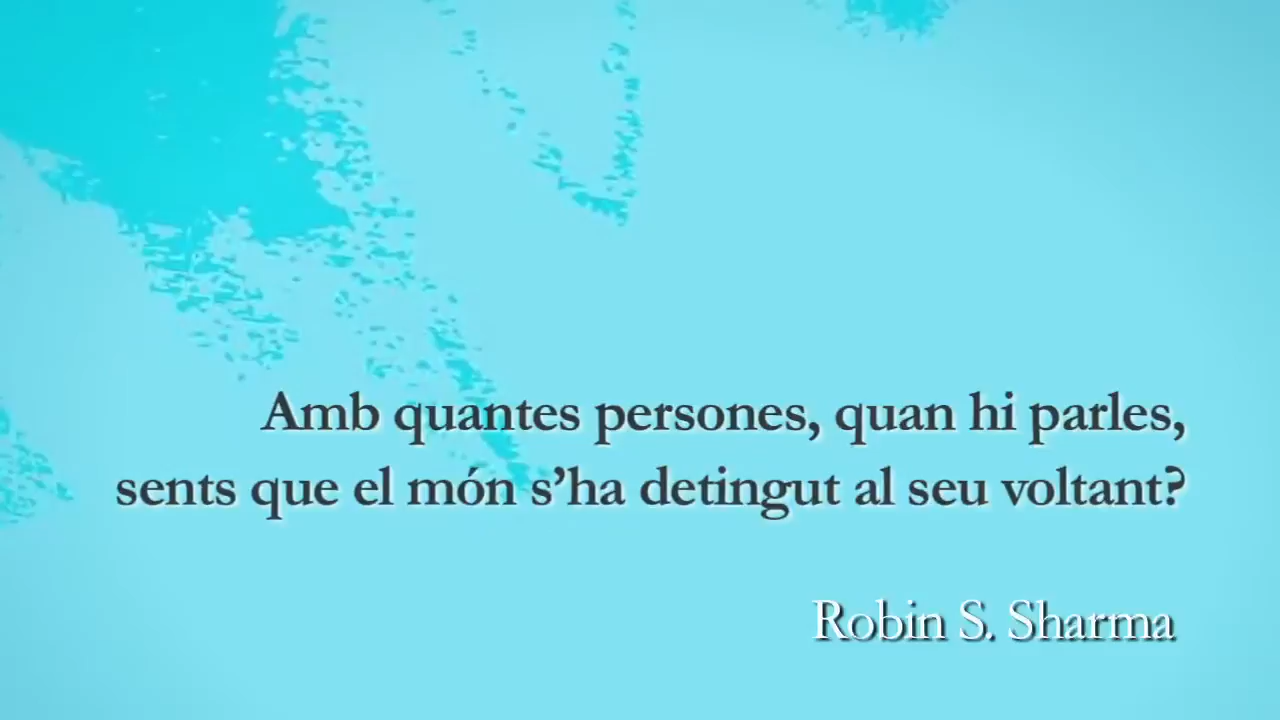 Amb quantes persones, quan hi parles,
sents que el món s’ha detingut al seu voltant?
Robin S. Sharma